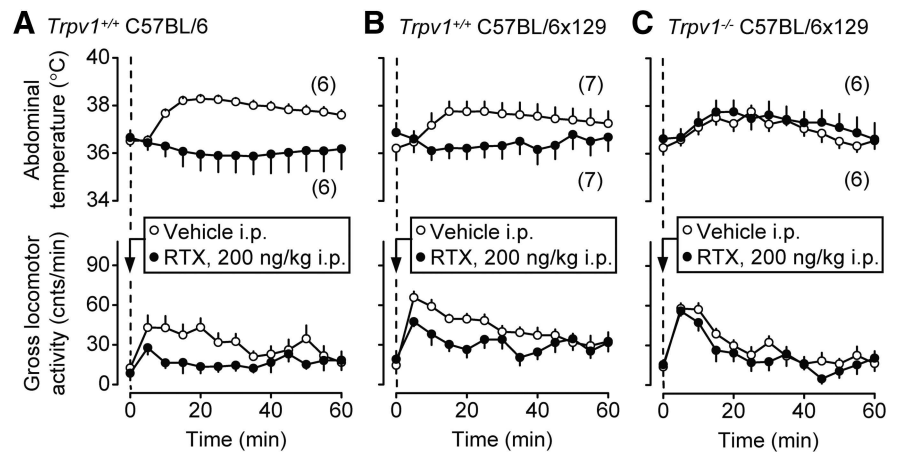 A Trpv1+/+ C57BL/6
B Trpv1+/+ C57BL/6x129
C Trpv1-/- C57BL/6x129
Abdominal
temperature (°C)
40
38
36
34
(6)
(6)
(7)
(7)
(6)
(6)
Vehicle i.p.
RTX, 200 ng/kg i.p.
Vehicle i.p.
RTX, 200 ng/kg i.p.
Vehicle i.p.
RTX, 200 ng/kg i.p.
Gross locomotor
activity (cnts/min)
90
60
30
0
0 20 40 60
0 20 40 60
0 20 40 60
Time (min)
Time (min)
Time (min)